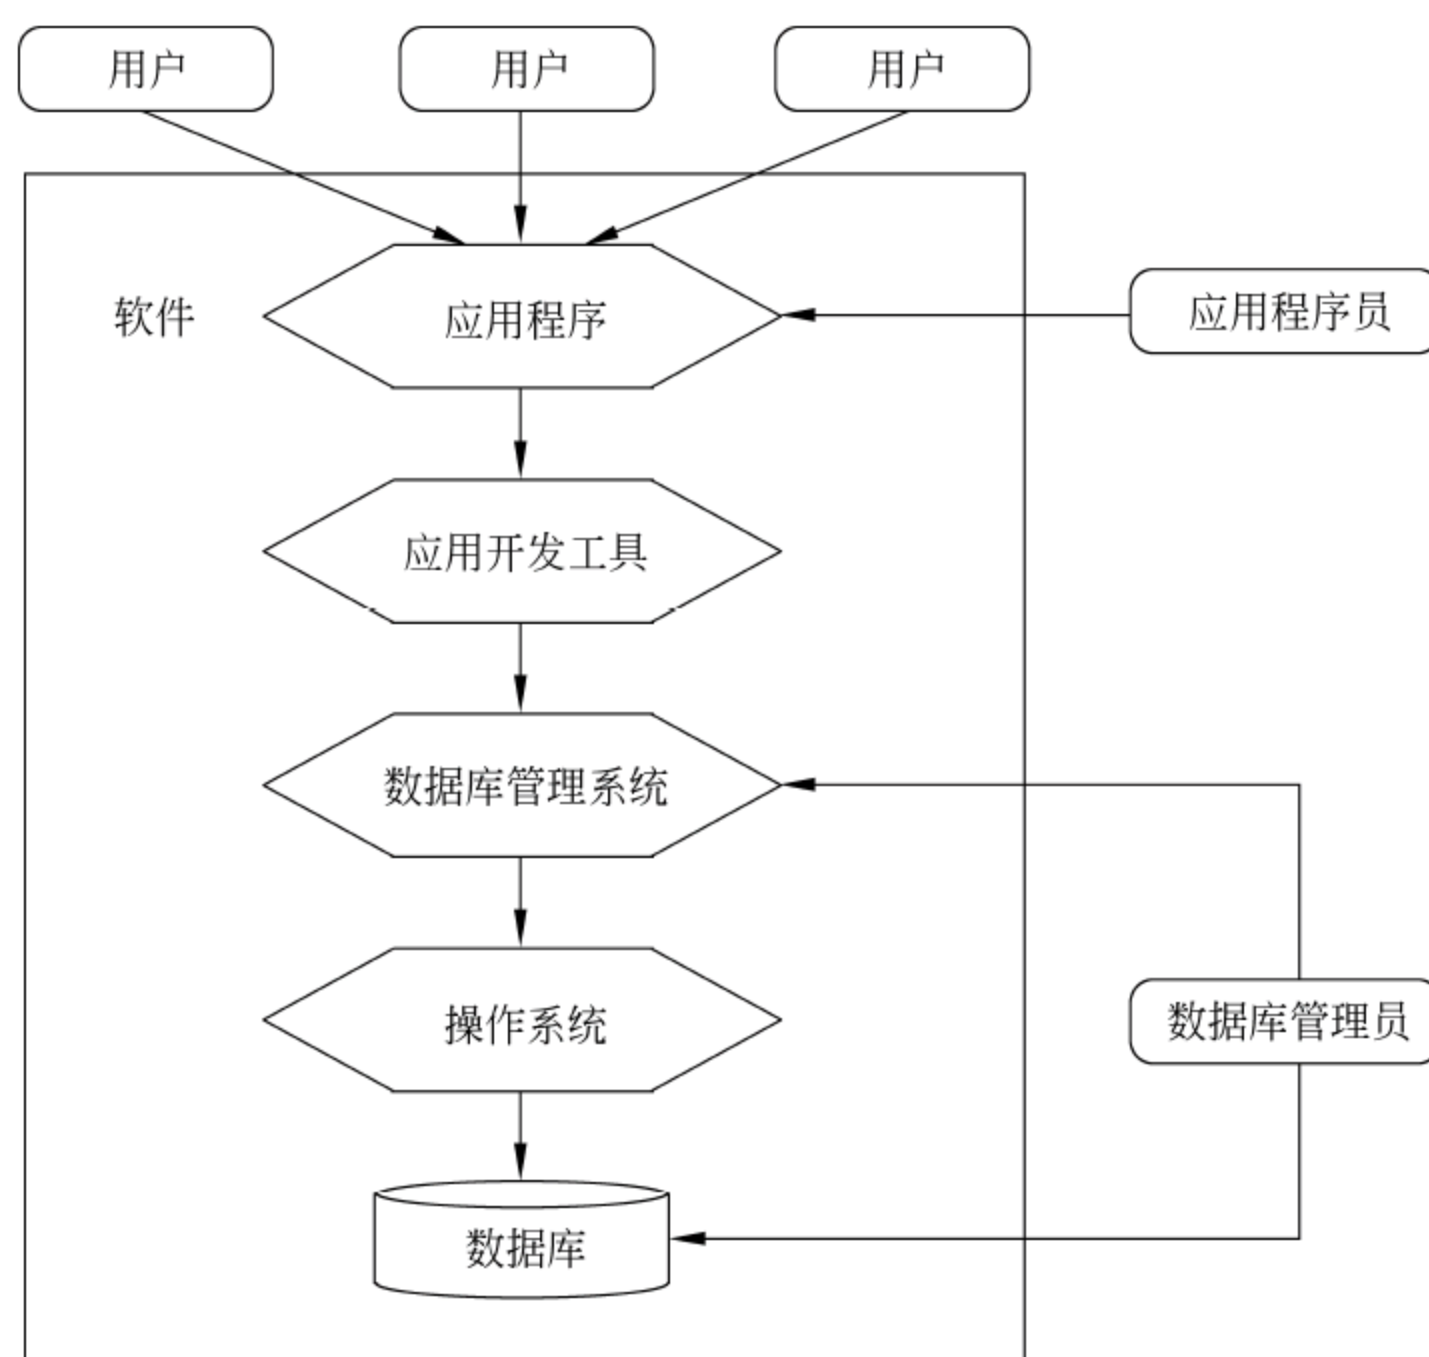 用户
用户
用户
软件
应用程序
应用程序员
应用开发工具
数据库管理系统
操作系统
数据库管理员
数据库